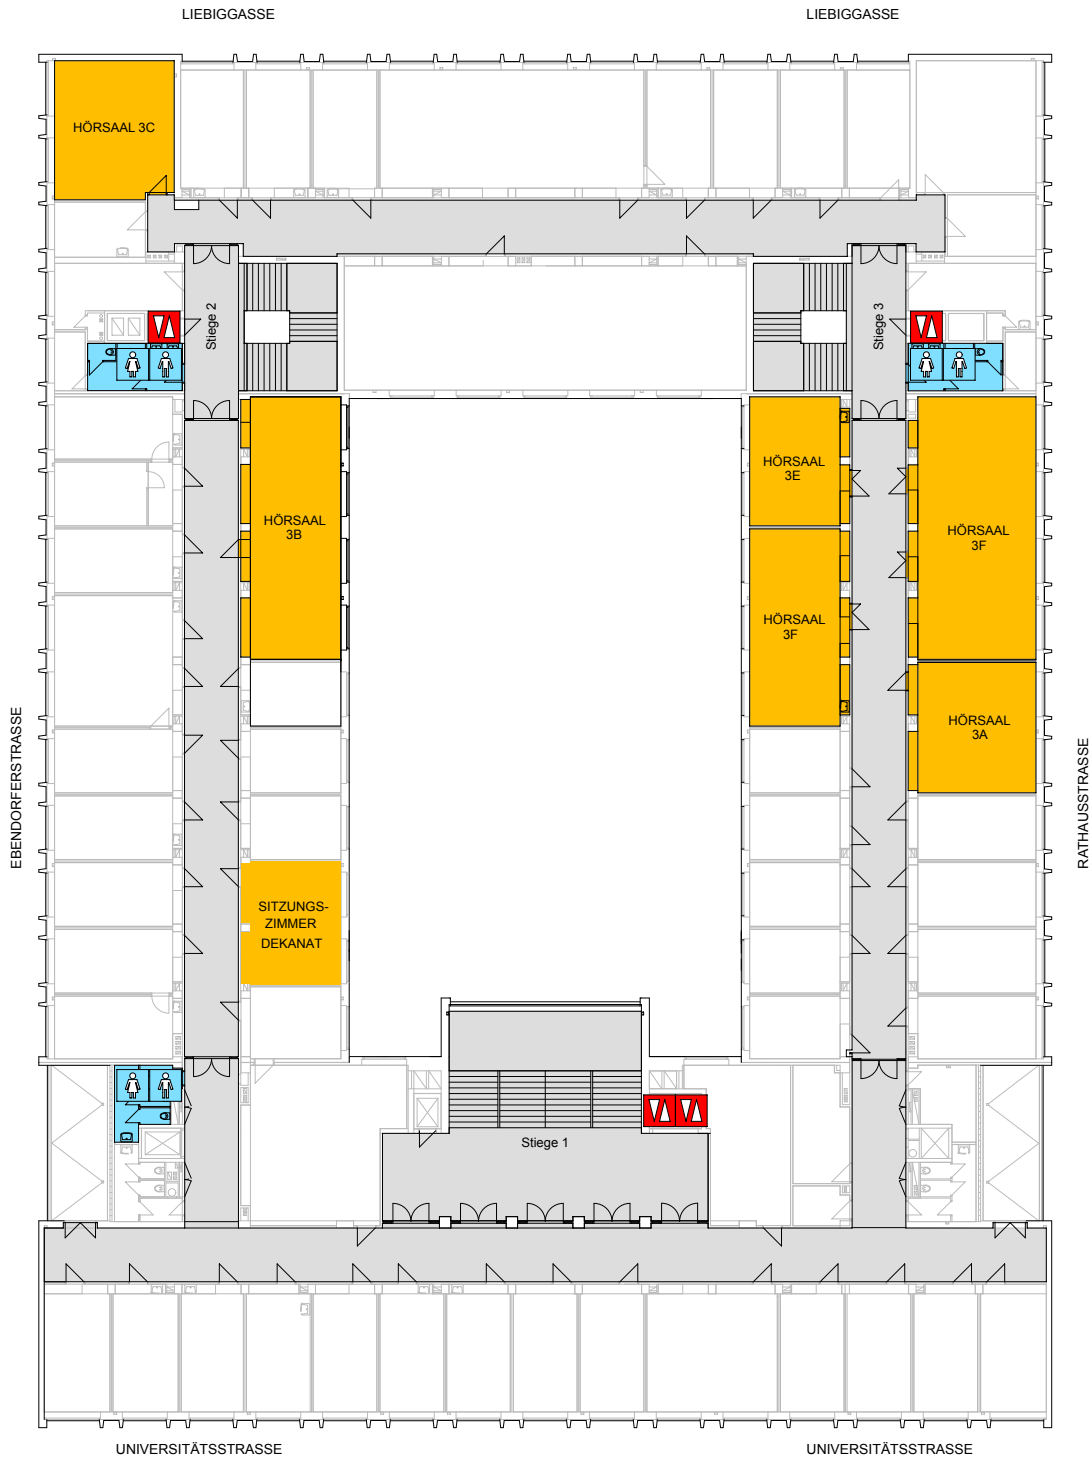 LIEBIGGASSE
LIEBIGGASSE
HÖRSAAL 3C
Stiege 2
Stiege 3
HÖRSAAL
3B
HÖRSAAL
3E
HÖRSAAL
3F
HÖRSAAL
3F
HÖRSAAL
3A
EBENDORFERSTRASSE
RATHAUSSTRASSE
SITZUNGS-
ZIMMER
DEKANAT
Stiege 1
UNIVERSITÄTSSTRASSE
UNIVERSITÄTSSTRASSE